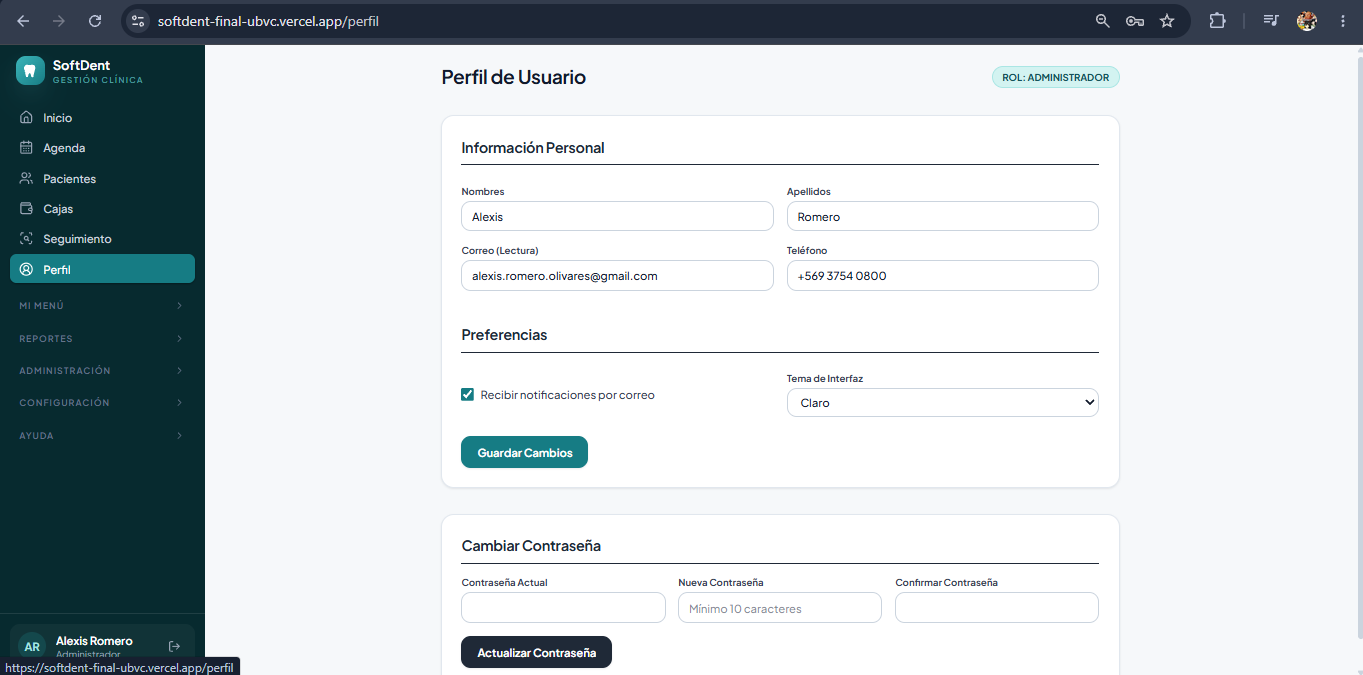 softdent-final-ubvc.vercel.app/perfil
SoftDent
GESTIÓN CLÍNICA
Inicio
Agenda
Pacientes
Cajas
Seguimiento
Perfil
MI MENÚ
REPORTES
ADMINISTRACIÓN
CONFIGURACIÓN
AYUDA
AR
Alexis Romero
Administrador
https://softdent-final-ubvc.vercel.app/perfil
Perfil de Usuario
ROL: ADMINISTRADOR
Información Personal
Nombres Apellidos
Alexis Romero
Correo (Lectura) Teléfono
alexis.romero.olivares@gmail.com +569 3754 0800
Preferencias
Tema de Interfaz
Recibir notificaciones por correo Claro
Guardar Cambios
Cambiar Contraseña
Contraseña Actual Nueva Contraseña Confirmar Contraseña
Mínimo 10 caracteres
Actualizar Contraseña